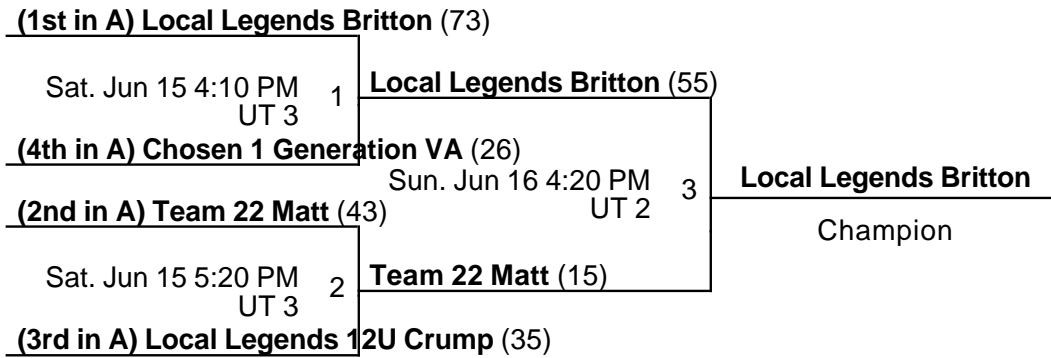 (1st in A) Local Legends Britton (73)
Sat. Jun 15 4:10 PM
UT 3
1
Local Legends Britton (55)
(4th in A) Chosen 1 Generation VA (26)
Sun. Jun 16 4:20 PM
UT 2
3
Local Legends Britton
Champion
(2nd in A) Team 22 Matt (43)
Sat. Jun 15 5:20 PM
UT 3
2
Team 22 Matt (15)
(3rd in A) Local Legends 12U Crump (35)